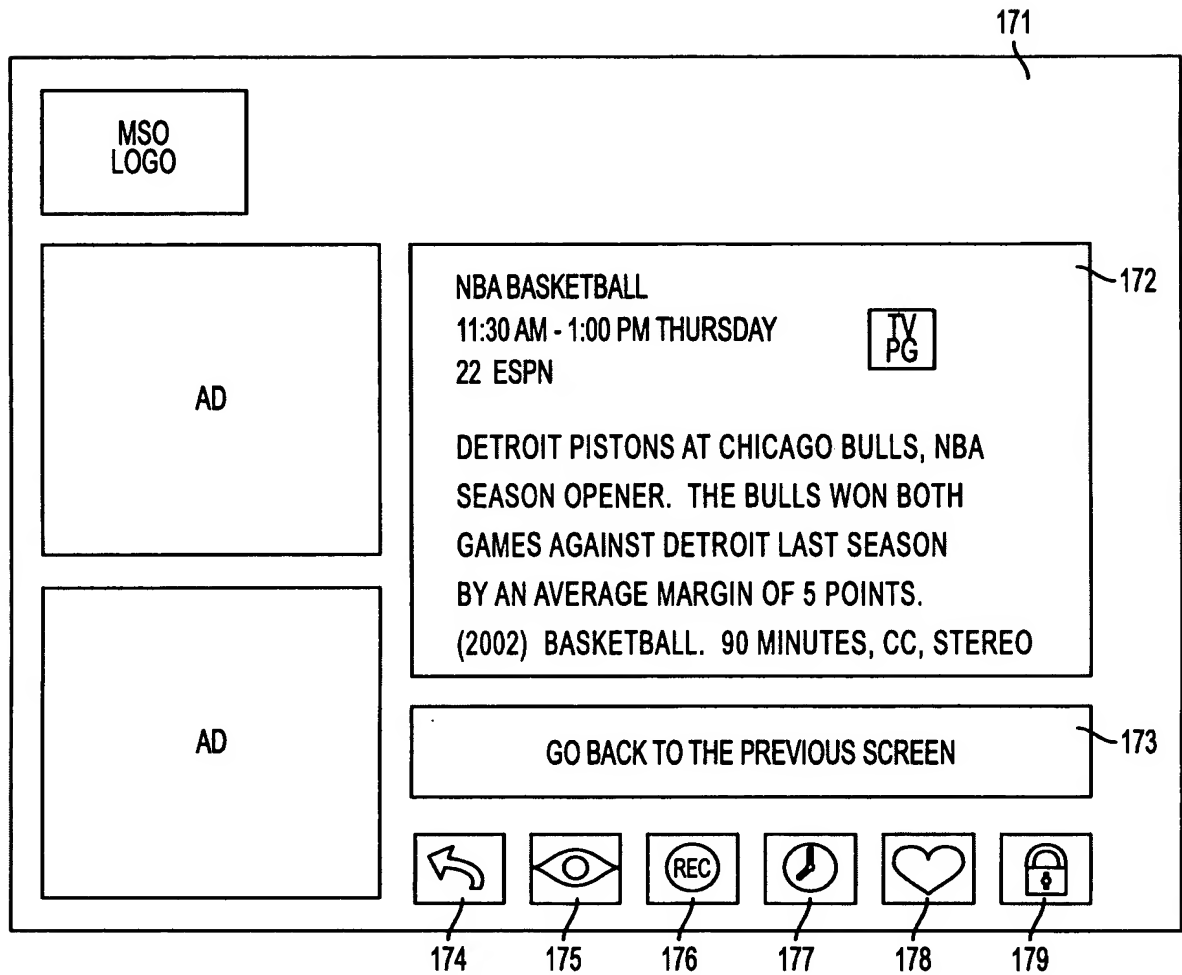 171
MSO
LOGO
AD
NBA BASKETBALL
11:30 AM - 1:00 PM THURSDAY
22 ESPN
TV
PG
172
DETROIT PISTONS AT CHICAGO BULLS, NBA
SEASON OPENER. THE BULLS WON BOTH
GAMES AGAINST DETROIT LAST SEASON
BY AN AVERAGE MARGIN OF 5 POINTS.
(2002) BASKETBALL. 90 MINUTES, CC, STEREO
AD
GO BACK TO THE PREVIOUS SCREEN
173
REC
174
175
176
177
178
179